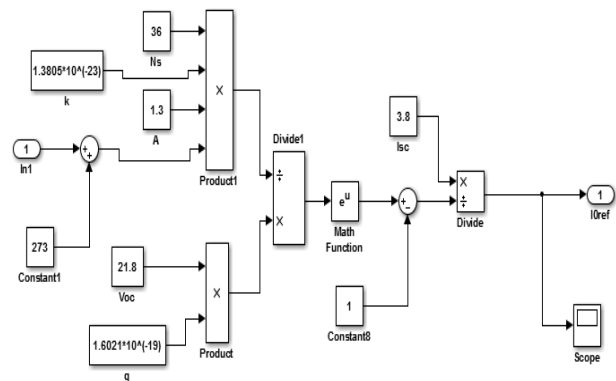 36
Ns
1.3805*10^(-23)
k
1.3
A
X
Product1
In1
+
+
273
Constant1
21.8
Voc
X
Product
1.6021*10^(-19)
q
Divide1
÷
X
e^u
Math
Function
+
−
1
Constant8
3.8
Isc
X
÷
Divide
1
I0ref
Scope